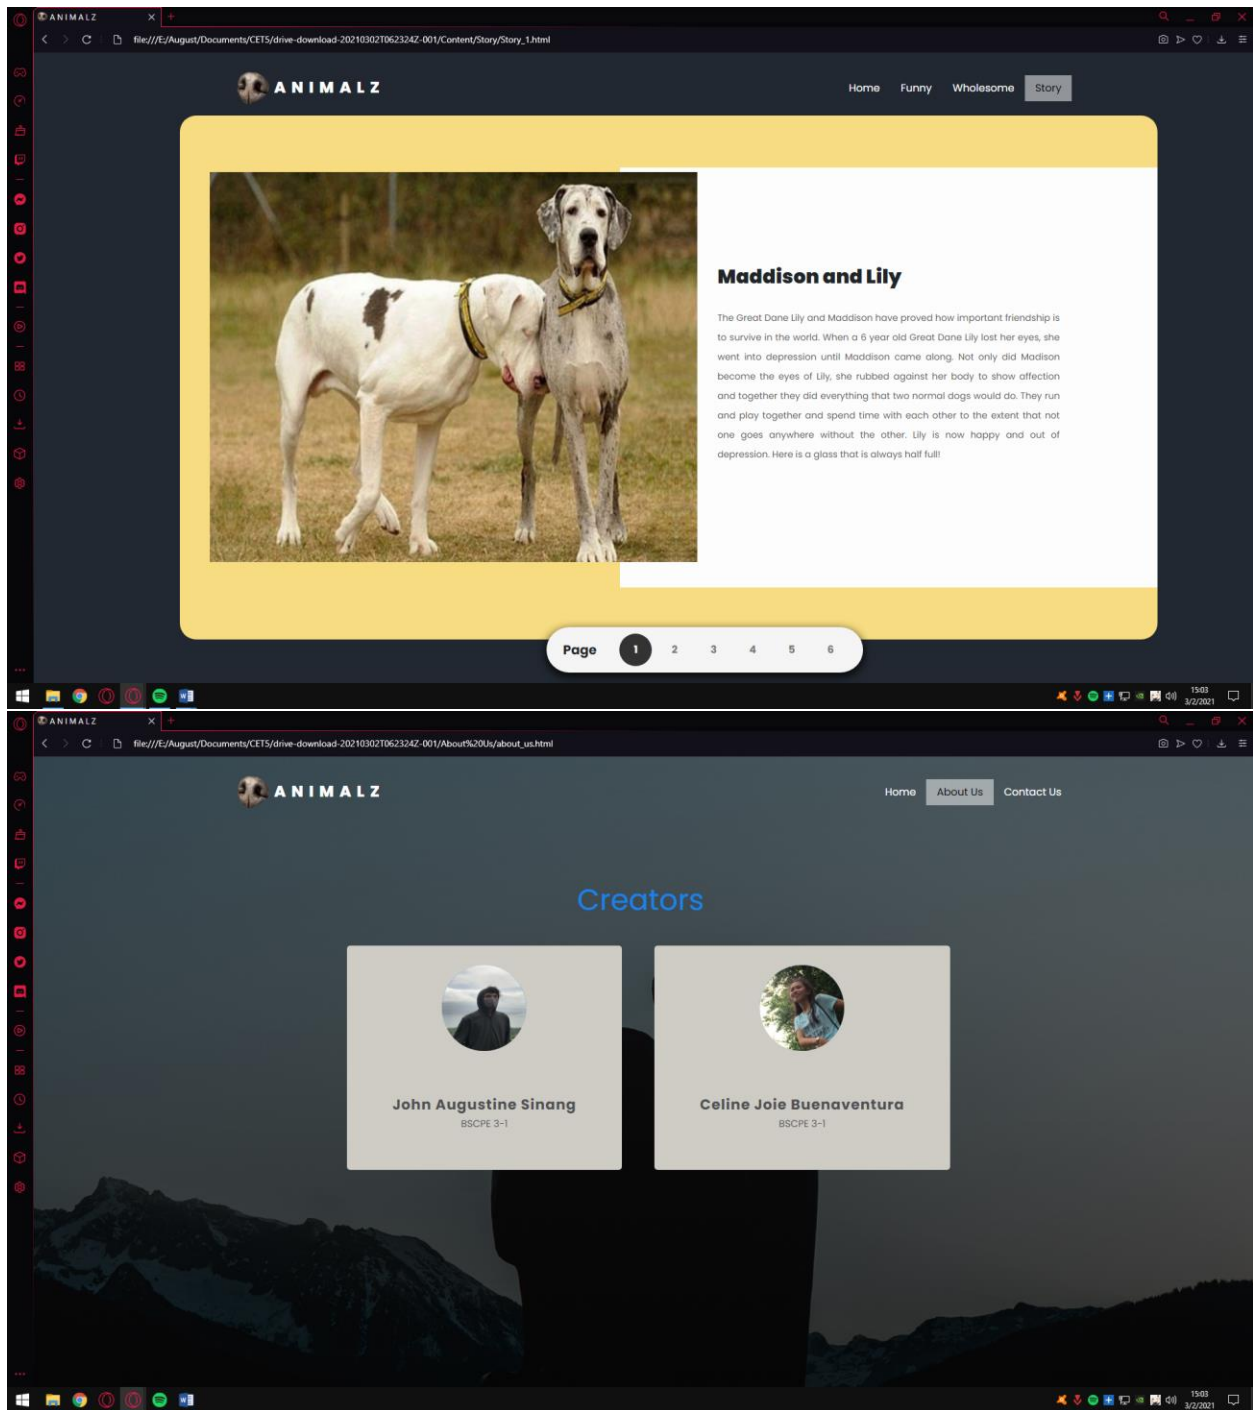 ANIMALZ
file:///E:/August/Documents/CET5/drive-download-20210302T062324Z-001/Content/Story/Story_1.html
ANIMALZ
Home Funny Wholesome Story
Maddison and Lily
The Great Dane Lily and Maddison have proved how important friendship is
to survive in the world. When a 6 year old Great Dane Lily lost her eyes, she
went into depression until Maddison came along. Not only did Madison
become the eyes of Lily, she rubbed against her body to show affection
and together they did everything that two normal dogs would do. They run
and play together and spend time with each other to the extent that not
one goes anywhere without the other. Lily is now happy and out of
depression. Here is a glass that is always half full!
Page 1 2 3 4 5 6
15:03
3/2/2021
ANIMALZ
file:///E:/August/Documents/CET5/drive-download-20210302T062324Z-001/About%20Us/about_us.html
ANIMALZ
Home About Us Contact Us
Creators
John Augustine Sinang
BSCPE 3-1
Celine Joie Buenaventura
BSCPE 3-1
15:03
3/2/2021